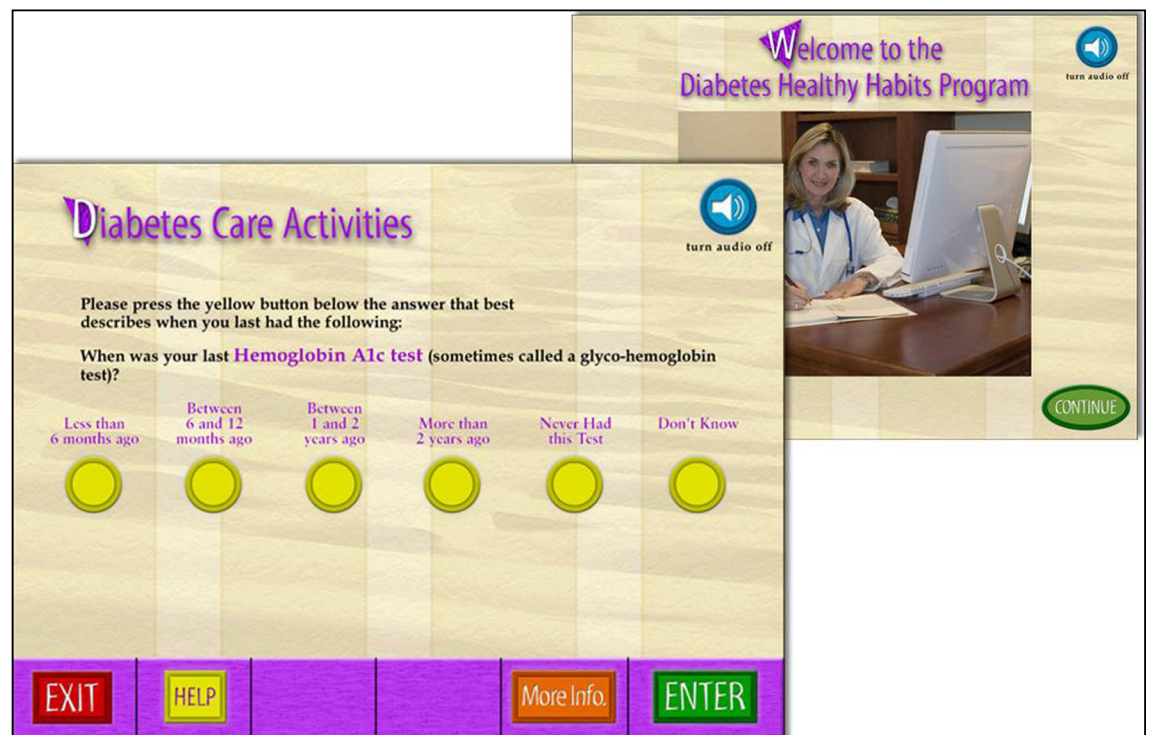 Welcome to the
Diabetes Healthy Habits Program
turn audio off
CONTINUE
Diabetes Care Activities
turn audio off
Please press the yellow button below the answer that best
describes when you last had the following:
When was your last Hemoglobin A1c test (sometimes called a glyco-hemoglobin
test)?
Less than
6 months ago
Between
6 and 12
months ago
Between
1 and 2
years ago
More than
2 years ago
Never Had
this Test
Don't Know
EXIT
HELP
More Info.
ENTER